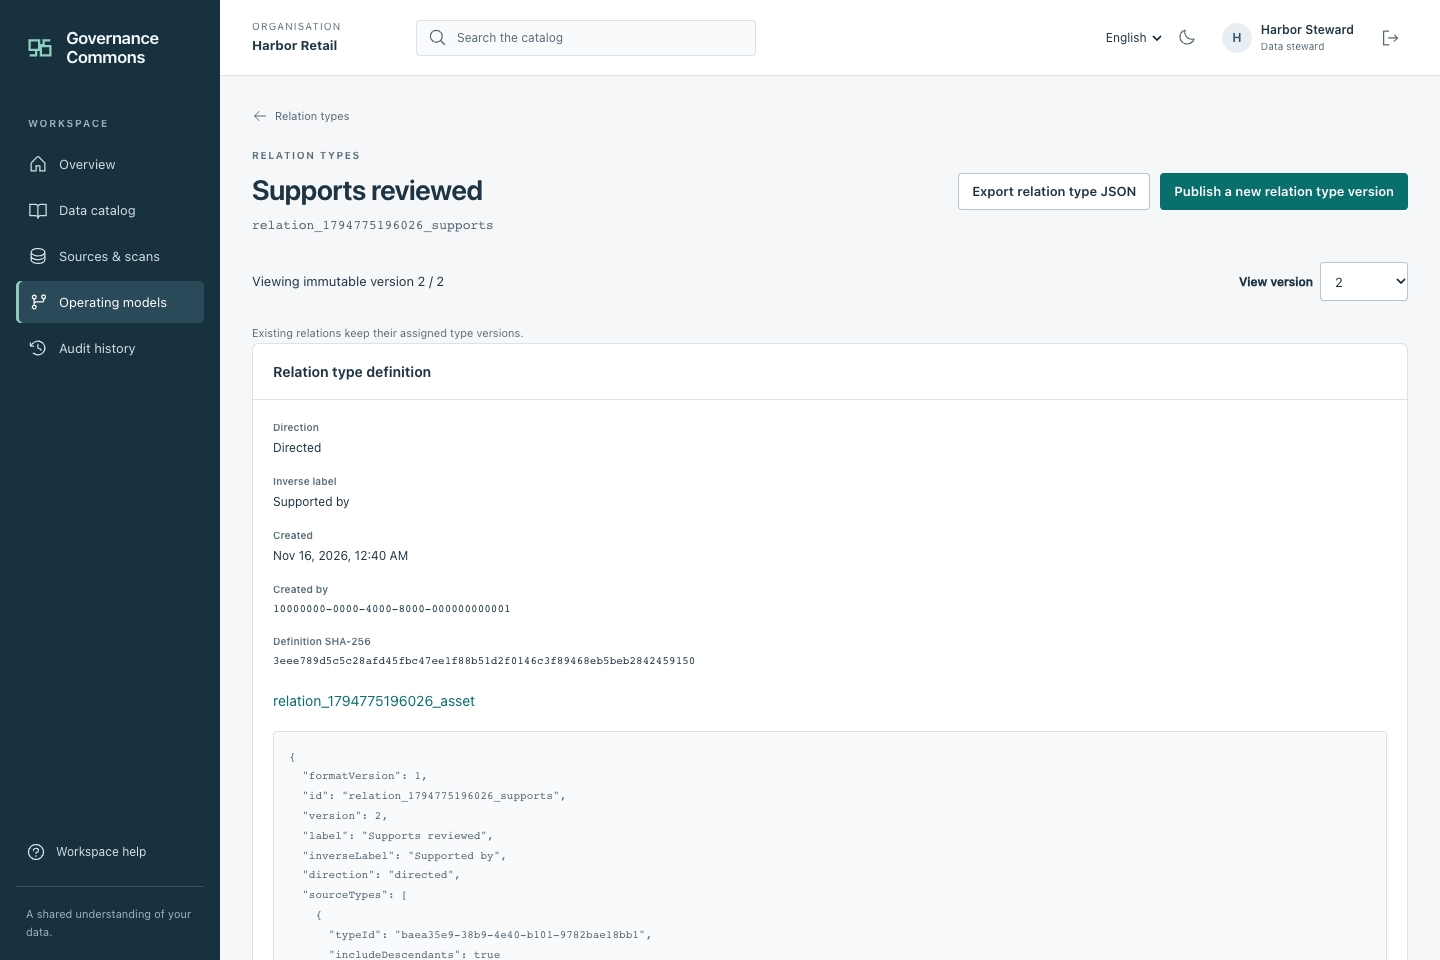 Governance
Commons
WORKSPACE
Overview
Data catalog
Sources & scans
Operating models
Audit history
Workspace help
A shared understanding of your
data.
ORGANISATION
Harbor Retail
Search the catalog
English
H
Harbor Steward
Data steward
Relation types
RELATION TYPES
Supports reviewed
relation_1794775196026_supports
Export relation type JSON
Publish a new relation type version
Viewing immutable version 2 / 2
View version
2
Existing relations keep their assigned type versions.
Relation type definition
Direction
Directed
Inverse label
Supported by
Created
Nov 16, 2026, 12:40 AM
Created by
10000000-0000-4000-8000-000000000001
Definition SHA-256
3eee789d5c5c28afd45fbc47ee1f88b51d2f0146c3f89468eb5beb2842459150
relation_1794775196026_asset
{
"formatVersion": 1,
"id": "relation_1794775196026_supports",
"version": 2,
"label": "Supports reviewed",
"inverseLabel": "Supported by",
"direction": "directed",
"sourceTypes": [
{
"typeId": "baea35e9-38b9-4e40-b101-9782bae18bb1",
"includeDescendants": true